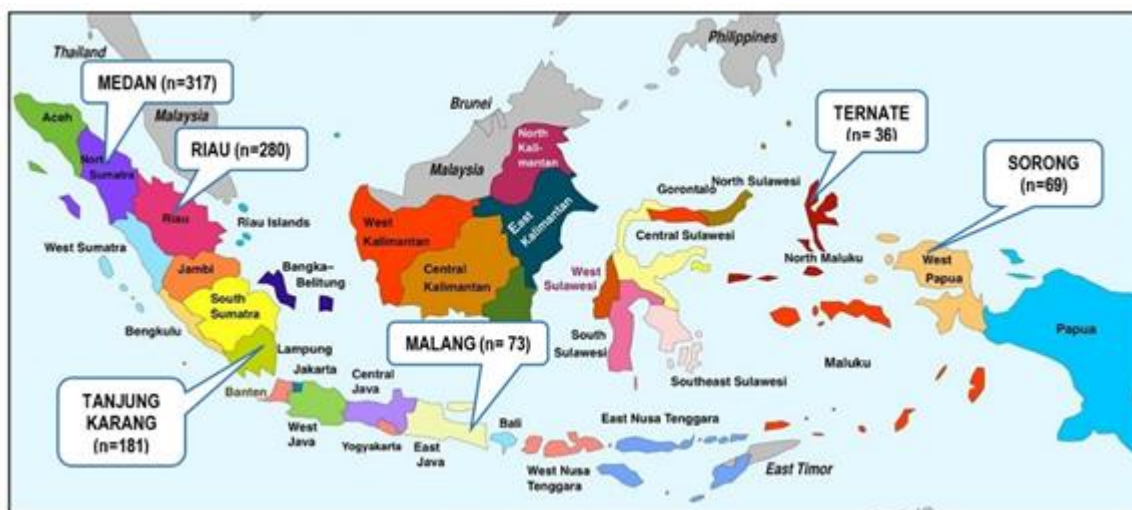 Philippines
Thailand
MEDAN (n=317)
Aceh
Malaysia
Brunei
TERNATE
(n= 36)
North
Kali-
mantan
Nort
Sumatra
RIAU (n=280)
Malaysia
SORONG
(n=69)
Gorontalo
North Sulawesi
Riau
Riau Islands
West
Kalimantan
East Kalimantan
Central Sulawesi
West Sumatra
North Maluku
West
Papua
Jambi
Bangka–
Belitung
Central
Kalimantan
West
Sulawesi
South
Sumatra
Bengkulu
MALANG (n= 73)
South
Sulawesi
Papua
Lampung
Jakarta
Central
Java
Maluku
Southeast Sulawesi
Banten
TANJUNG
KARANG
(n=181)
West
Java
Yogyakarta
East
Java
Bali
East Nusa Tenggara
West Nusa
Tenggara
East Timor